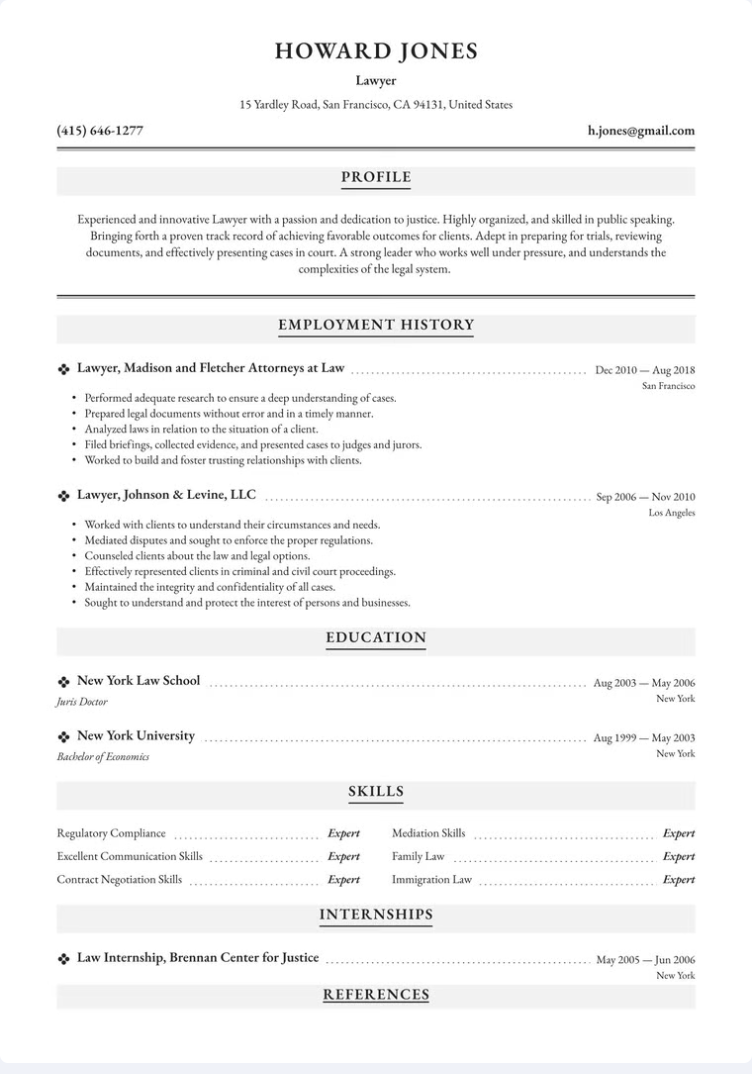 HOWARD JONES
Lawyer
15 Yardley Road, San Francisco, CA 94131, United States
(415) 646-1277 h.jones@gmail.com
PROFILE
Experienced and innovative Lawyer with a passion and dedication to justice. Highly organized, and skilled in public speaking.
Bringing forth a proven track record of achieving favorable outcomes for clients. Adept in preparing for trials, reviewing
documents, and effectively presenting cases in court. A strong leader who works well under pressure, and understands the
complexities of the legal system.
EMPLOYMENT HISTORY
Lawyer, Madison and Fletcher Attorneys at Law Dec 2010 — Aug 2018
San Francisco
• Performed adequate research to ensure a deep understanding of cases.
• Prepared legal documents without error and in a timely manner.
• Analyzed laws in relation to the situation of a client.
• Filed briefings, collected evidence, and presented cases to judges and jurors.
• Worked to build and foster trusting relationships with clients.
Lawyer, Johnson & Levine, LLC Sep 2006 — Nov 2010
Los Angeles
• Worked with clients to understand their circumstances and needs.
• Mediated disputes and sought to enforce the proper regulations.
• Counseled clients about the law and legal options.
• Effectively represented clients in criminal and civil court proceedings.
• Maintained the integrity and confidentiality of all cases.
• Sought to understand and protect the interest of persons and businesses.
EDUCATION
New York Law School Aug 2003 — May 2006
Juris Doctor New York
New York University Aug 1999 — May 2003
Bachelor of Economics New York
SKILLS
Regulatory Compliance Expert Mediation Skills Expert
Excellent Communication Skills Expert Family Law Expert
Contract Negotiation Skills Expert Immigration Law Expert
INTERNSHIPS
Law Internship, Brennan Center for Justice May 2005 — Jun 2006
New York
REFERENCES